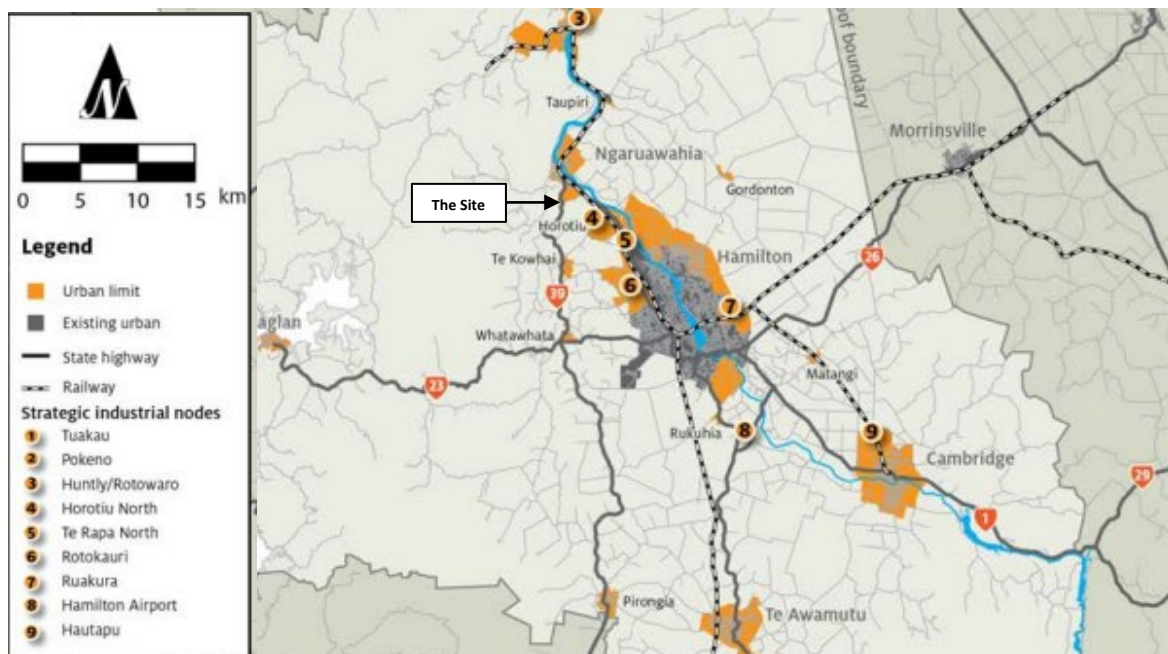 N
0 5 10 15 km
Legend
Urban limit
Existing urban
State highway
Railway
Strategic industrial nodes
1 Tuakau
2 Pokeno
3 Huntly/Rotowaro
4 Horotiu North
5 Te Rapa North
6 Rotokauri
7 Ruakura
8 Hamilton Airport
9 Hautapu
3
of boundary
Taupiri
Morrinsville
Ngaruawahia
Gordonton
The Site
4
Horotiu
5
Hamilton
26
Te Kowhai
6
39
7
Whatawhata
aglan
Matangi
23
9
Rukuhia
8
Cambridge
29
1
Pirongia
Te Awamutu